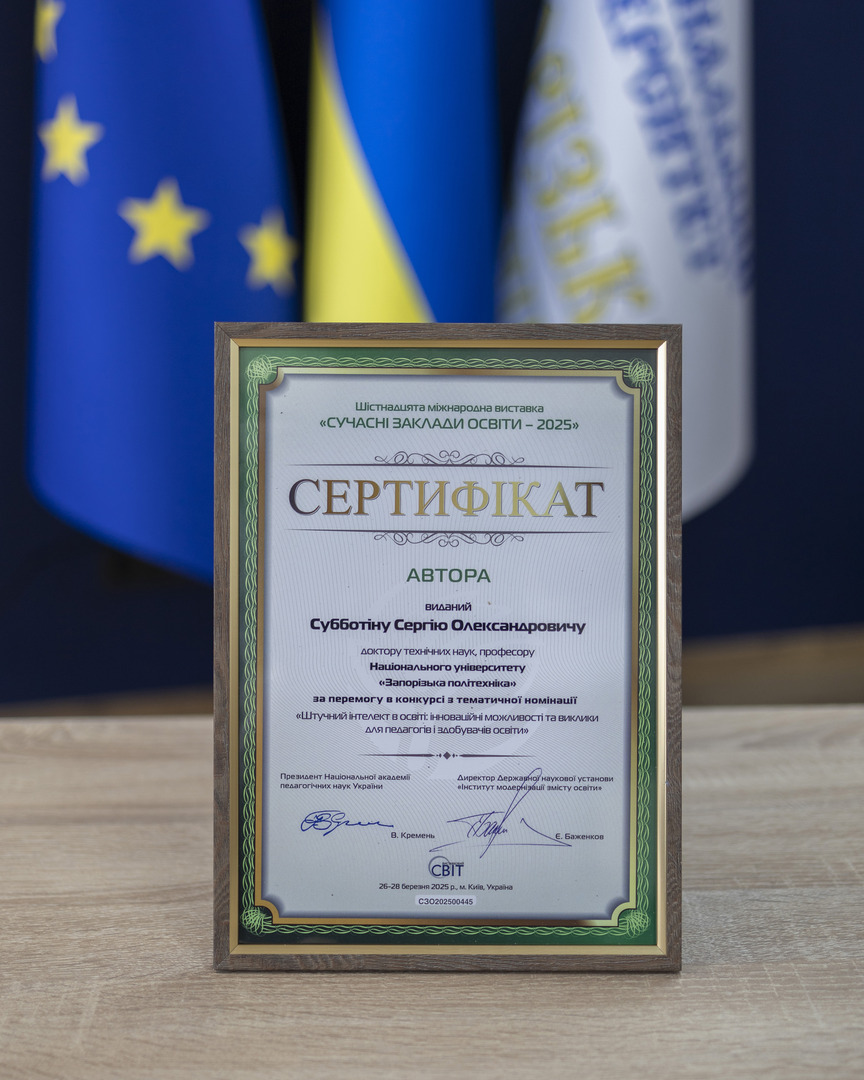 Шістнадцята міжнародна виставка
«СУЧАСНІ ЗАКЛАДИ ОСВІТИ – 2025»
СЕРТИФІКАТ
АВТОРА
виданий
Субботіну Сергію Олександровичу
доктору технічних наук, професору
Національного університету
«Запорізька політехніка»
за перемогу в конкурсі з тематичної номінації
«Штучний інтелект в освіті: інноваційні можливості та виклики
для педагогів і здобувачів освіти»
Президент Національної академії
педагогічних наук України
В. Кремень
Директор Державної наукової установи
«Інститут модернізації змісту освіти»
Є. Баженков
СВІТ
26-28 березня 2025 р., м. Київ, Україна
СЗО202500445